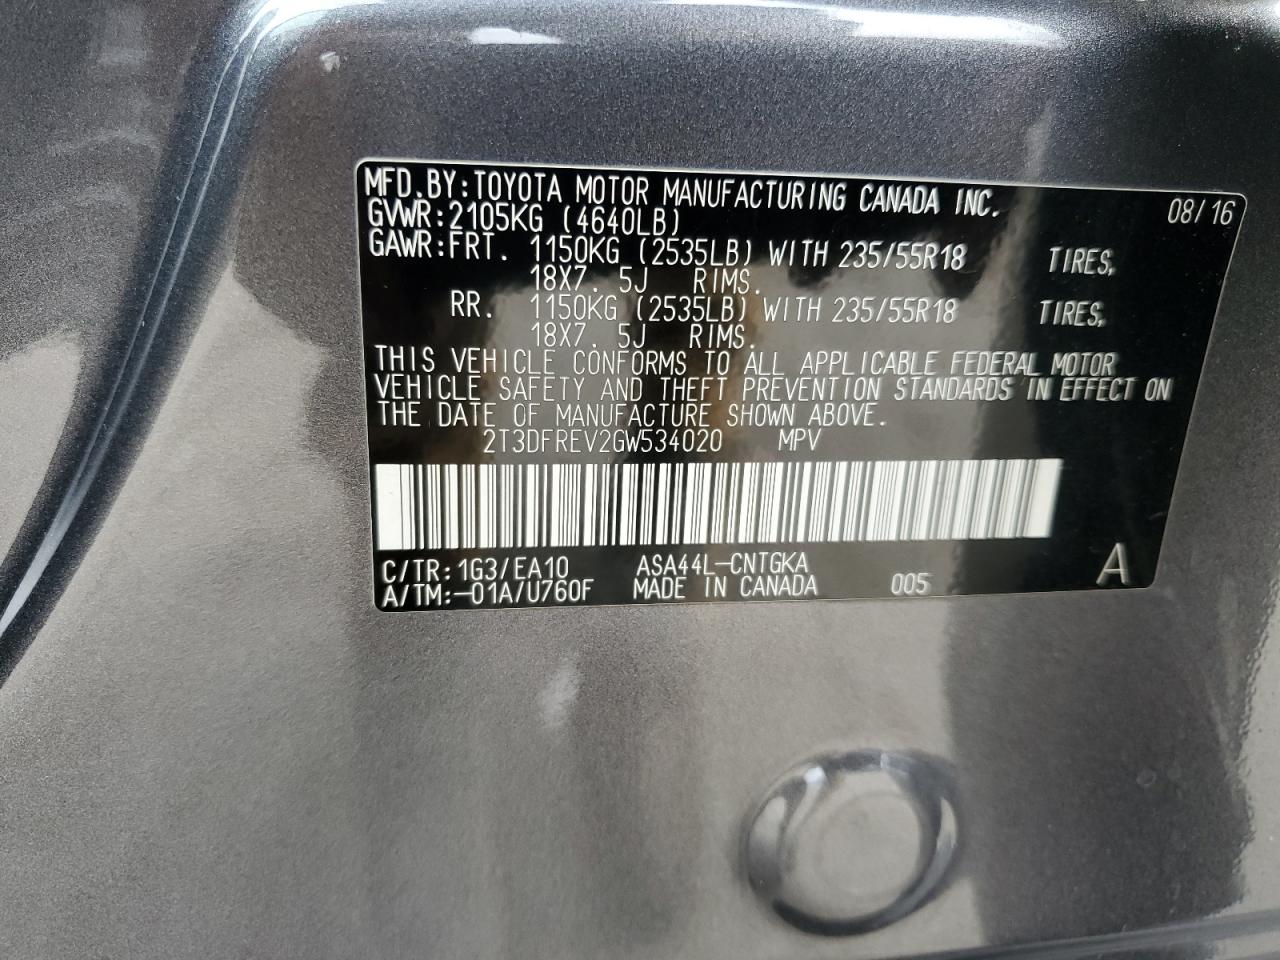 MFD.BY:TOYOTA MOTOR MANUFACTURING CANADA INC. 08/16
GVWR:2105KG (4640LB)
GAWR:FRT. 1150KG (2535LB) WITH 235/55R18 TIRES,
18X7. 5J RIMS.
RR. 1150KG (2535LB) WITH 235/55R18 TIRES,
18X7. 5J RIMS.
THIS VEHICLE CONFORMS TO ALL APPLICABLE FEDERAL MOTOR
VEHICLE SAFETY AND THEFT PREVENTION STANDARDS IN EFFECT ON
THE DATE OF MANUFACTURE SHOWN ABOVE.
2T3DFREV2GW534020 MPV
C/TR:1G3/EA10 ASA44L-CNTGKA
A/TM:-01A/U760F MADE IN CANADA 005 A